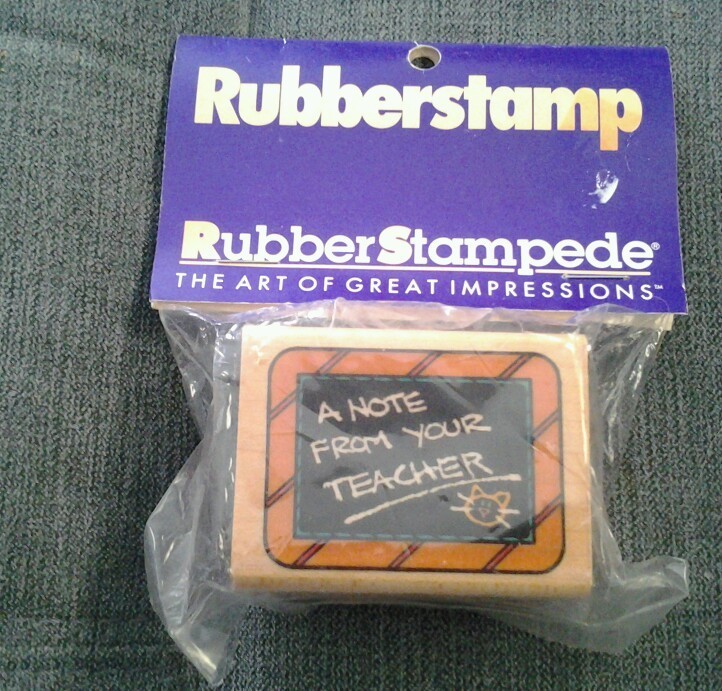 Rubberstamp
RubberStampede®
THE ART OF GREAT IMPRESSIONS™
A NOTE
FROM YOUR
TEACHER